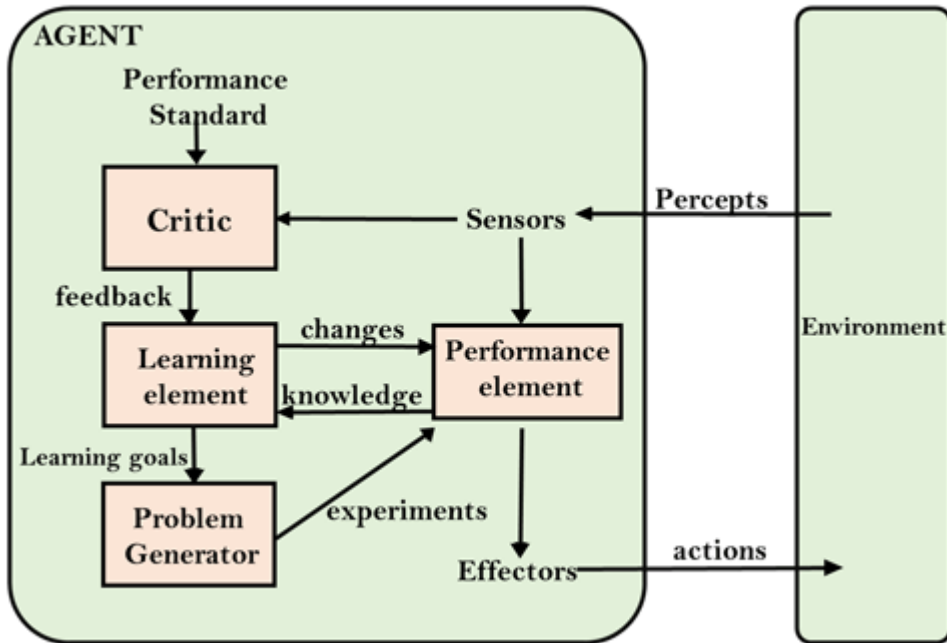 AGENT
Performance
Standard
Critic
Sensors
Percepts
feedback
changes
Learning
element
Performance
element
Environment
knowledge
Learning goals
Problem
Generator
experiments
Effectors
actions